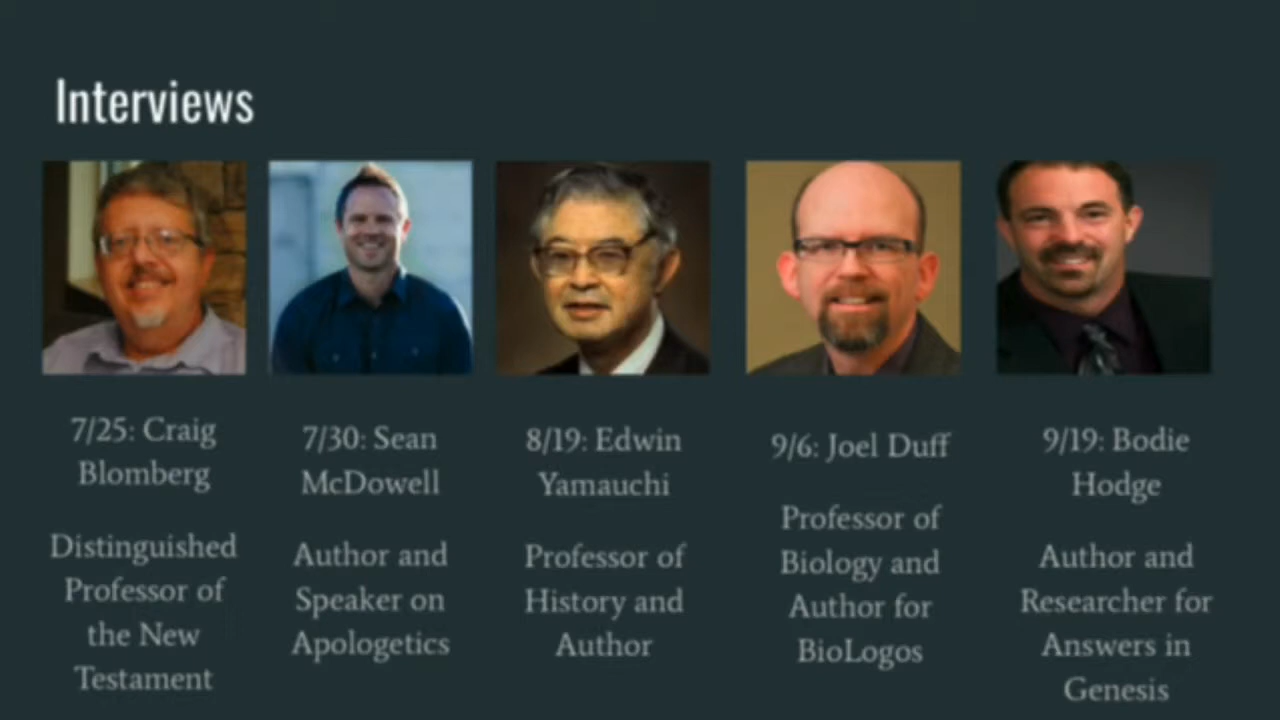 Interviews
7/25: Craig
Blomberg
Distinguished
Professor of
the New
Testament
7/30: Sean
McDowell
Author and
Speaker on
Apologetics
8/19: Edwin
Yamauchi
Professor of
History and
Author
9/6: Joel Duff
Professor of
Biology and
Author for
BioLogos
9/19: Bodie
Hodge
Author and
Researcher for
Answers in
Genesis